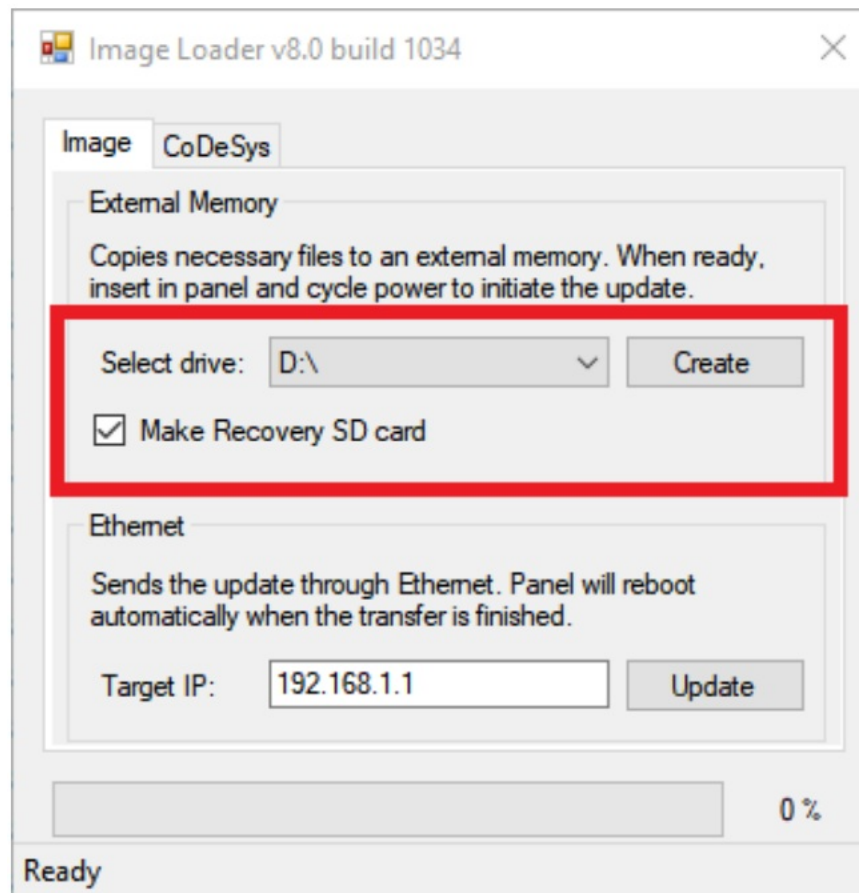 Image Loader v8.0 build 1034
Image
CoDeSys
External Memory
Copies necessary files to an external memory. When ready,
insert in panel and cycle power to initiate the update.
Select drive: D:\ Create
Make Recovery SD card
Ethernet
Sends the update through Ethernet. Panel will reboot
automatically when the transfer is finished.
Target IP: 192.168.1.1 Update
0 %
Ready